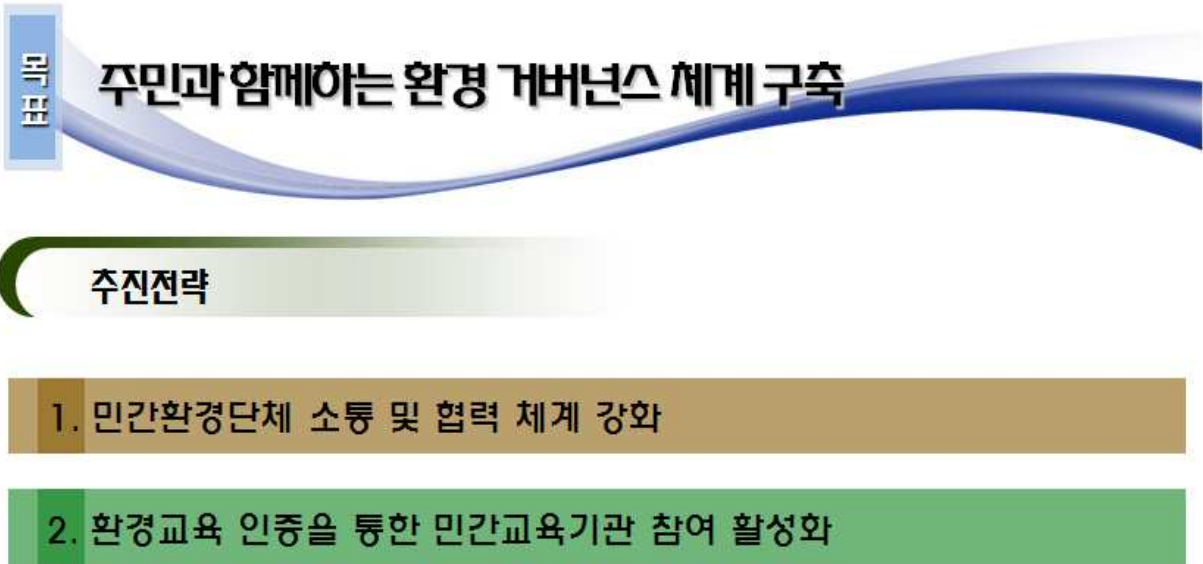 목표
주민과 함께하는 환경 거버넌스 체계 구축
추진전략
1. 민간환경단체 소통 및 협력 체계 강화
2. 환경교육 인증을 통한 민간교육기관 참여 활성화